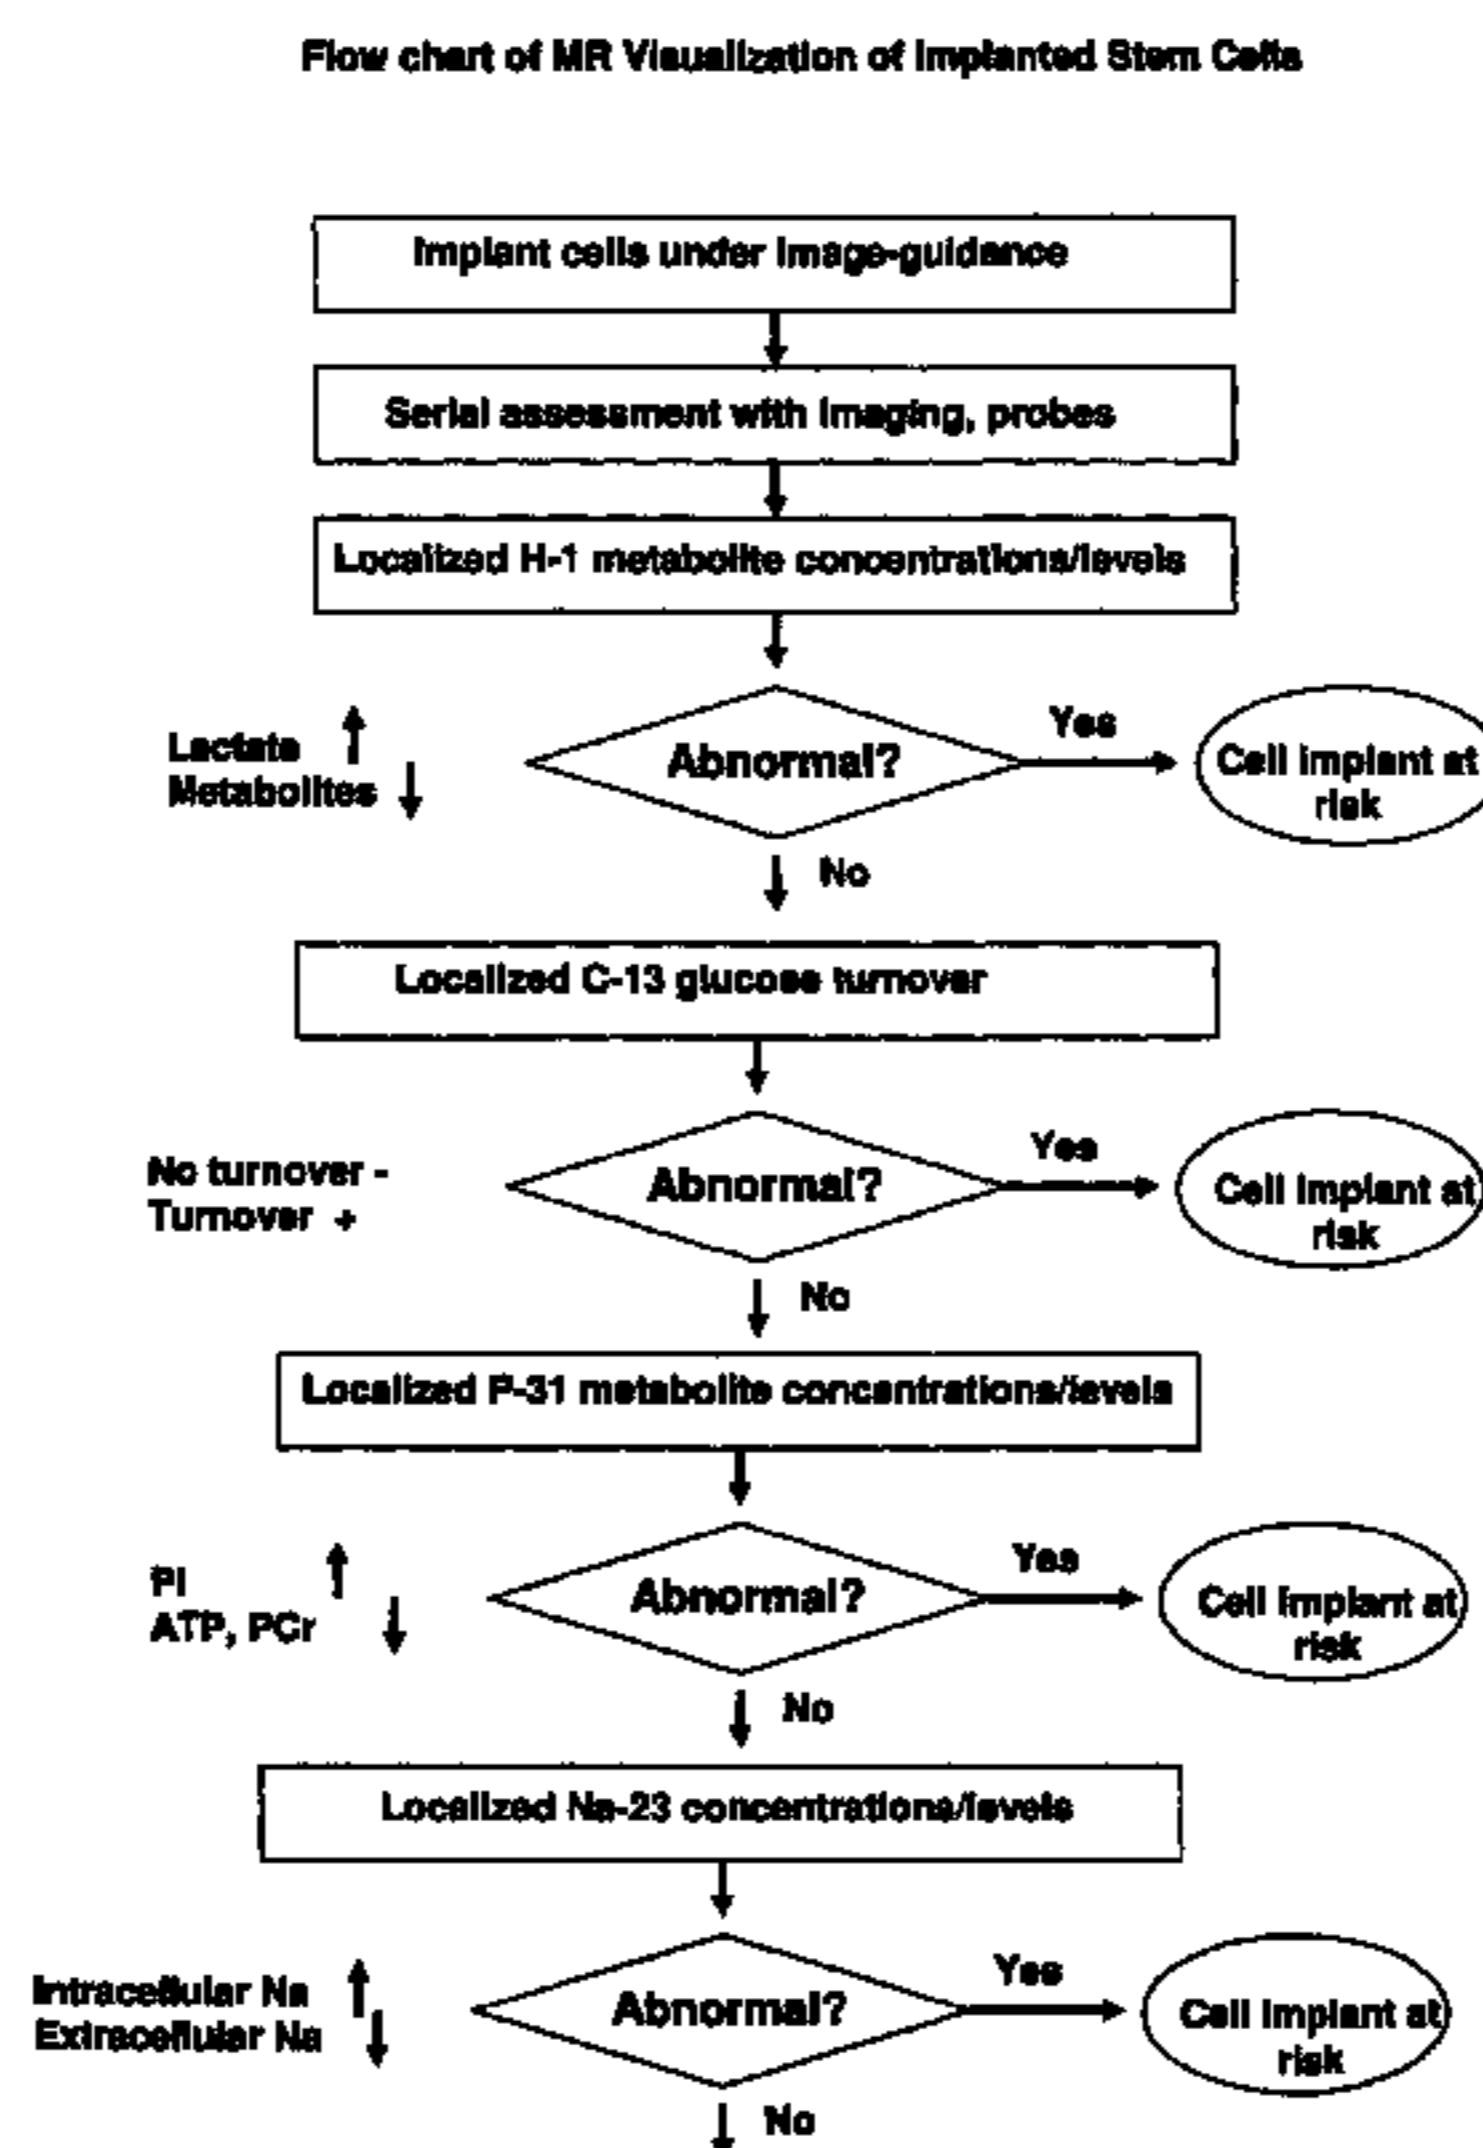 Flow chart of MR Visualization of Implanted Stem Cells
Implant cells under image-guidance
Serial assessment with imaging, probes
Localized H-1 metabolite concentrations/levels
Lactate
Metabolites
Abnormal?
Yes
Cell implant at
risk
No
Localized C-13 glucose turnover
No turnover -
Turnover +
Abnormal?
Yes
Cell implant at
risk
No
Localized P-31 metabolite concentrations/levels
Pi
ATP, PCr
Abnormal?
Yes
Cell implant at
risk
No
Localized Na-23 concentrations/levels
Intracellular Na
Extracellular Na
Abnormal?
Yes
Cell implant at
risk
No